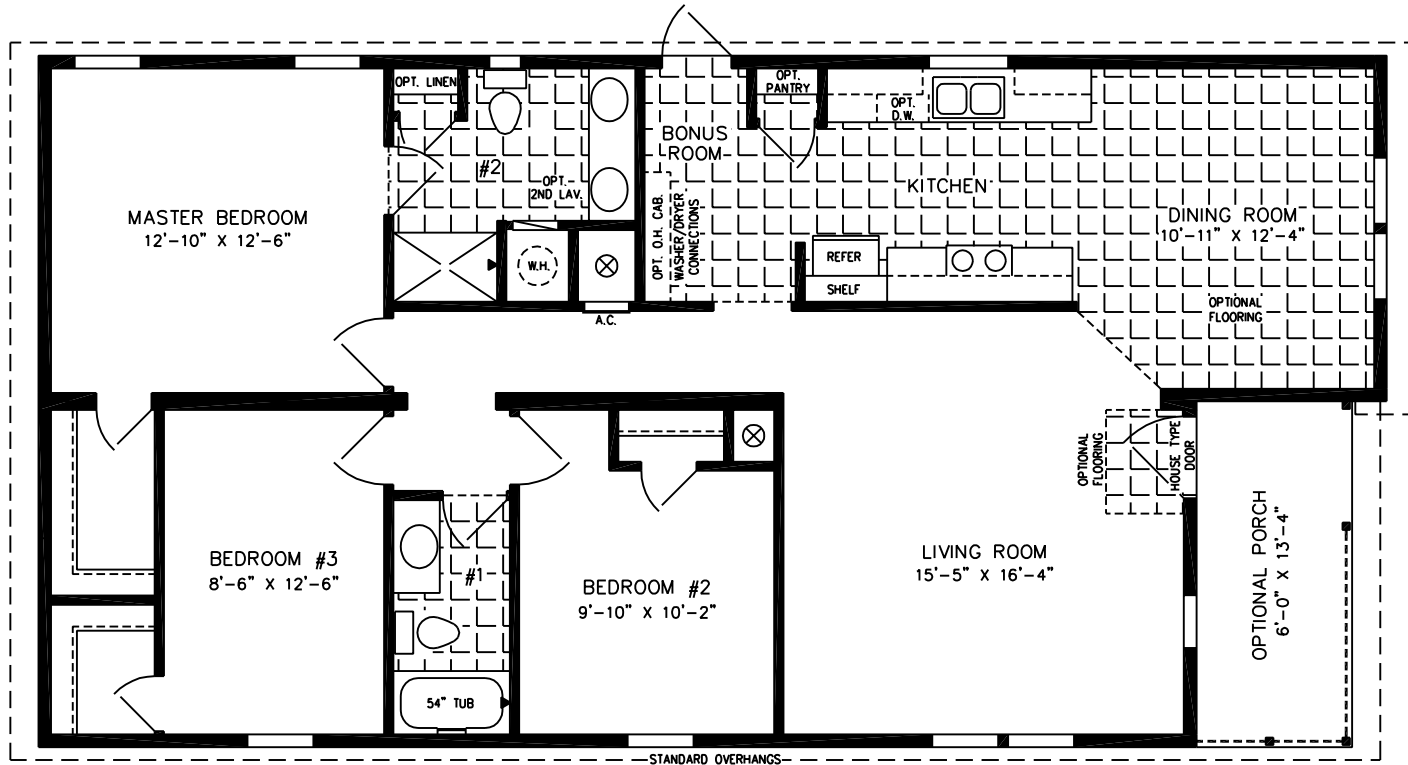 OPT. LINEN
OPT.
PANTRY
OPT.
D.W.
BONUS
ROOM
#2
OPT.
2ND LAV.
KITCHEN
MASTER BEDROOM
12'-10" X 12'-6"
DINING ROOM
10'-11" X 12'-4"
OPT. O.H. CAB.
WASHER/DRYER
CONNECTIONS
W.H.
REFER
SHELF
A.C.
OPTIONAL
FLOORING
OPTIONAL
FLOORING
HOUSE TYPE
DOOR
BEDROOM #3
8'-6" X 12'-6"
#1
BEDROOM #2
9'-10" X 10'-2"
LIVING ROOM
15'-5" X 16'-4"
OPTIONAL PORCH
6'-0" X 13'-4"
54" TUB
STANDARD OVERHANGS